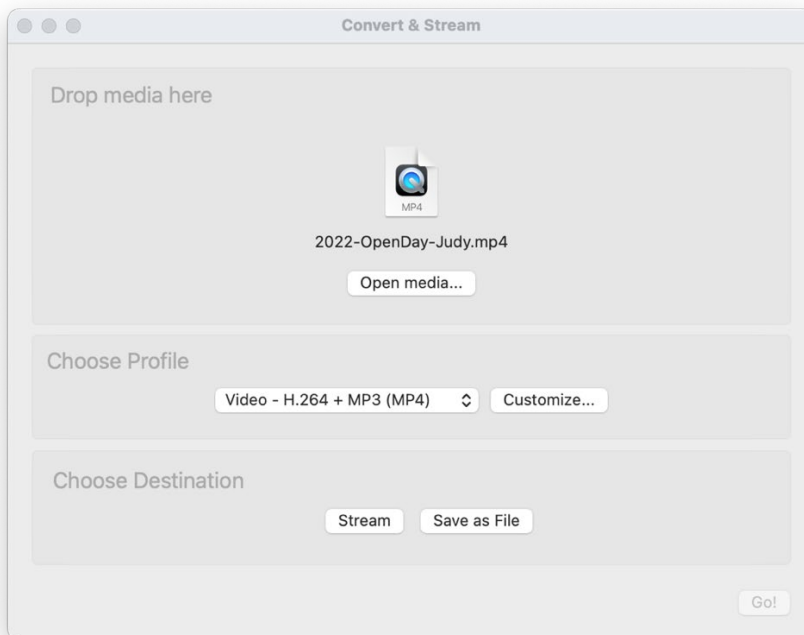 Convert & Stream
Drop media here
MP4
2022-OpenDay-Judy.mp4
Open media...
Choose Profile
Video - H.264 + MP3 (MP4) Customize...
Choose Destination
Stream Save as File
Go!